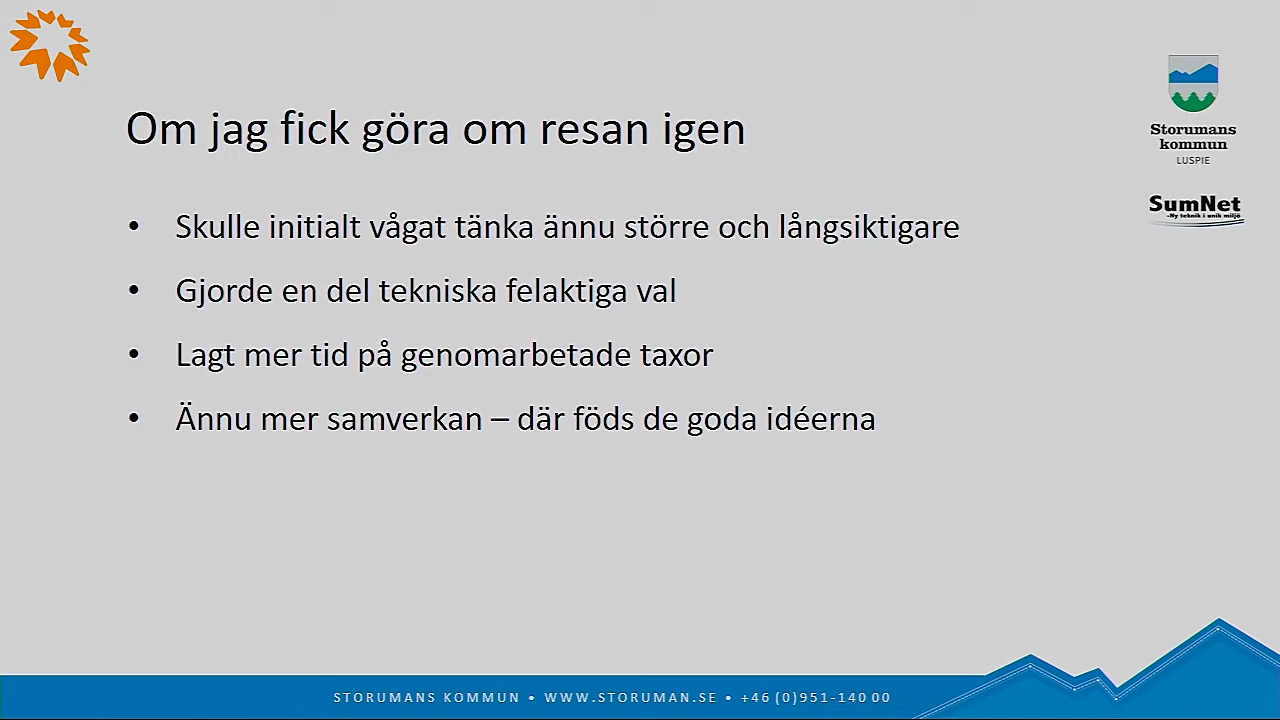 Om jag fick göra om resan igen
Storumans
kommun
LUSPIE
SumNet
-Ny teknik i unik miljö
• Skulle initialt vågat tänka ännu större och långsiktigare
• Gjorde en del tekniska felaktiga val
• Lagt mer tid på genomarbetade taxor
• Ännu mer samverkan – där föds de goda idéerna
STORUMANS KOMMUN • WWW.STORUMAN.SE • +46 (0)951-140 00